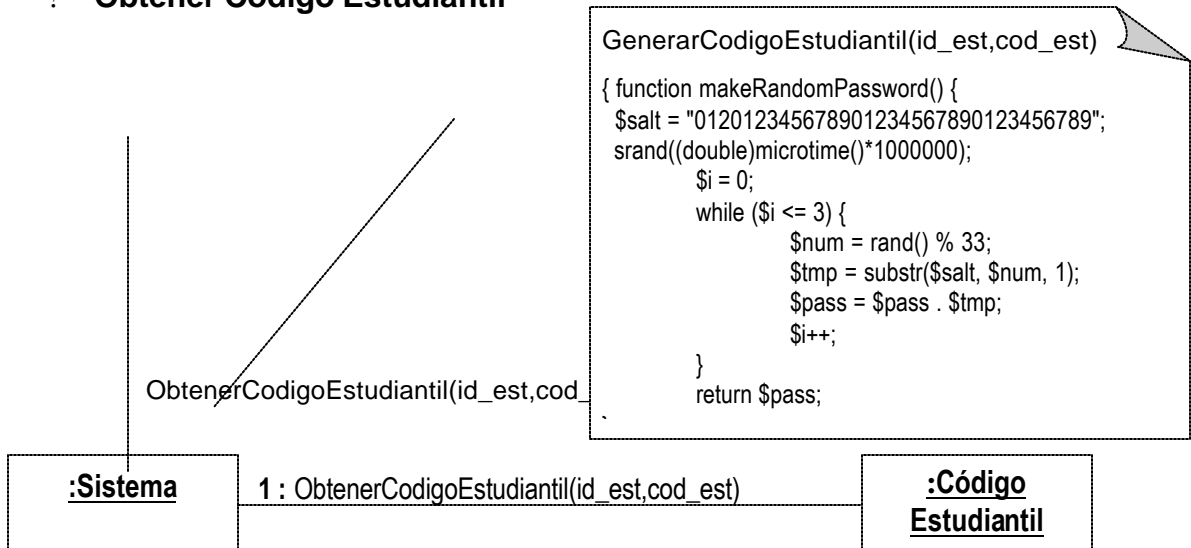 ! Obtener Código Estudiantil
GenerarCodigoEstudiantil(id_est,cod_est)
{ function makeRandomPassword() {
$salt = "012012345678901234567890123456789";
srand((double)microtime()*1000000);
$i = 0;
while ($i <= 3) {
$num = rand() % 33;
$tmp = substr($salt, $num, 1);
$pass = $pass . $tmp;
$i++;
}
return $pass;
ObtenerCodigoEstudiantil(id_est,cod_
:Sistema
1 : ObtenerCodigoEstudiantil(id_est,cod_est)
:Código
Estudiantil